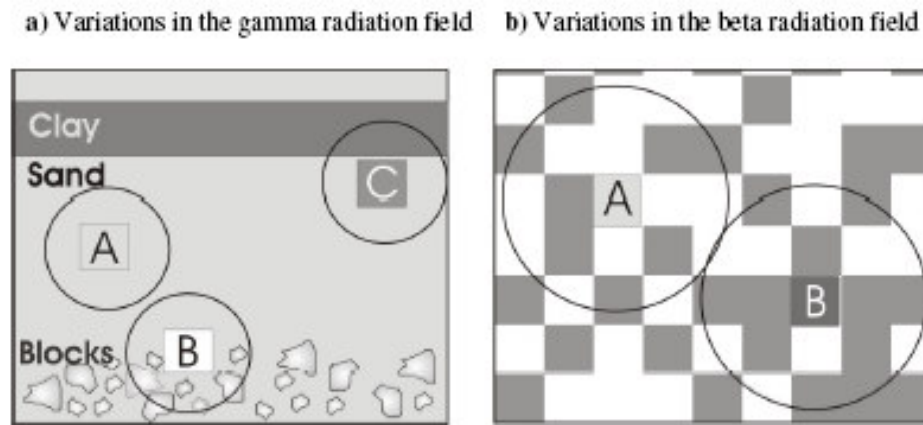 a) Variations in the gamma radiation field
b) Variations in the beta radiation field
Clay
Sand
C
A
B
Blocks
A
B